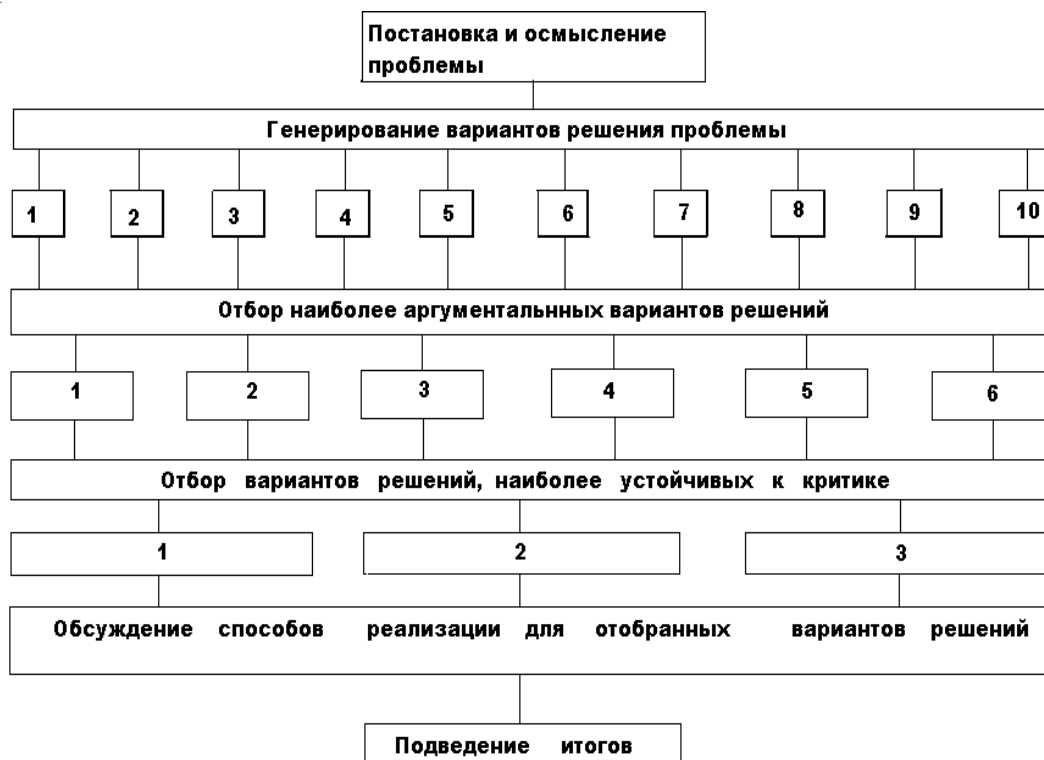 Постановка и осмысление
проблемы
Генерирование вариантов решения проблемы
1 2 3 4 5 6 7 8 9 10
Отбор наиболее аргументальнных вариантов решений
1 2 3 4 5 6
Отбор вариантов решений, наиболее устойчивых к критике
1 2 3
Обсуждение способов реализации для отобранных вариантов решений
Подведение итогов